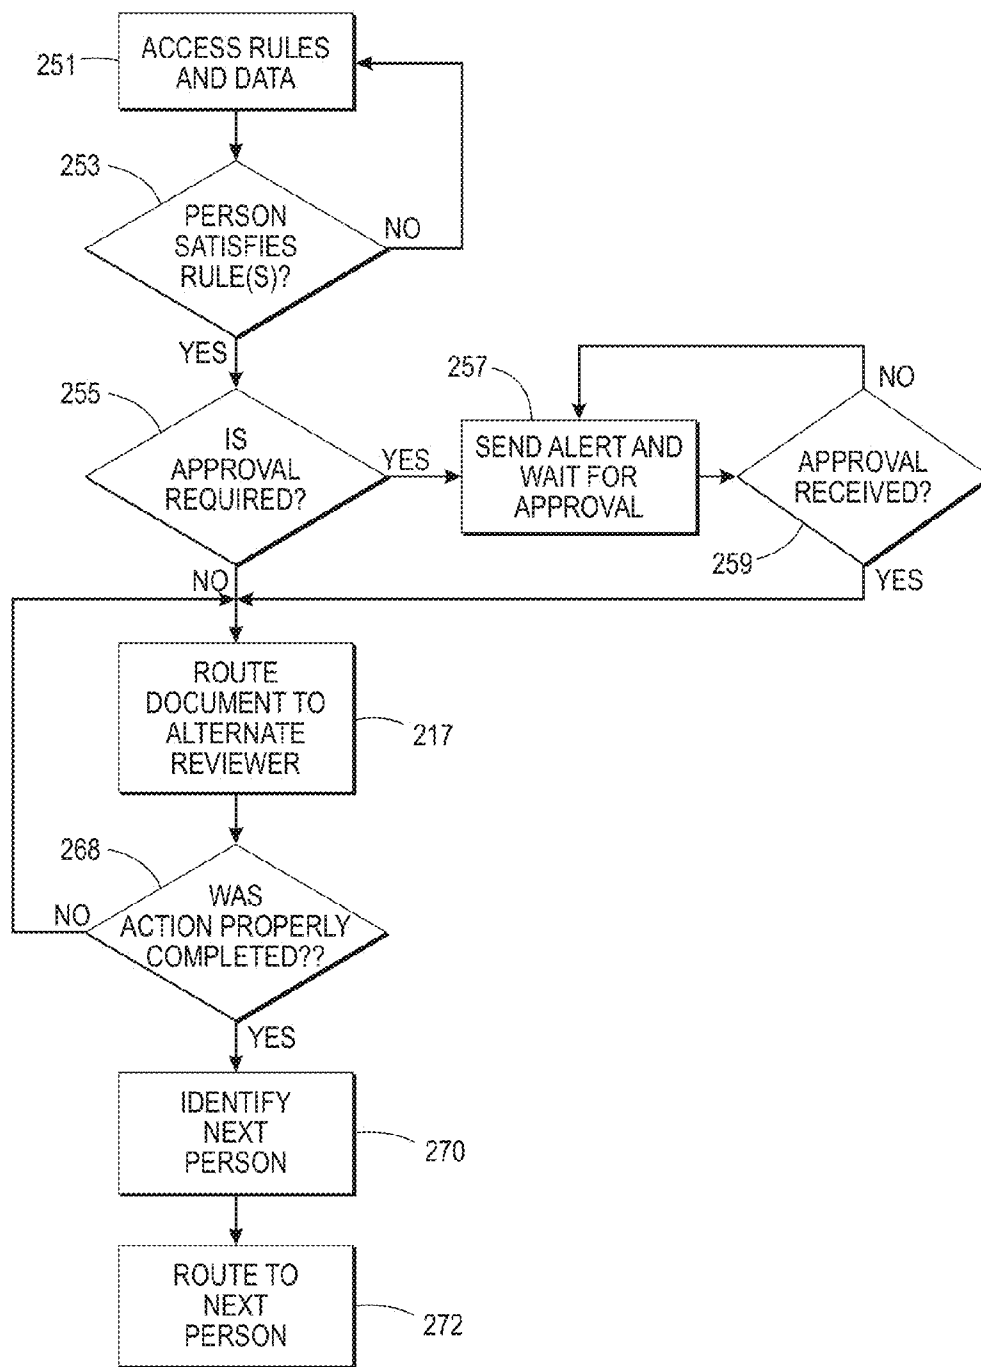 251
ACCESS RULES
AND DATA
253
PERSON
SATISFIES
RULE(S)?
NO
YES
255
IS
APPROVAL
REQUIRED?
YES
257
SEND ALERT AND
WAIT FOR
APPROVAL
NO
APPROVAL
RECEIVED?
259
YES
NO
ROUTE
DOCUMENT TO
ALTERNATE
REVIEWER
217
268
NO
WAS
ACTION PROPERLY
COMPLETED??
YES
IDENTIFY
NEXT
PERSON
270
ROUTE TO
NEXT
PERSON
272